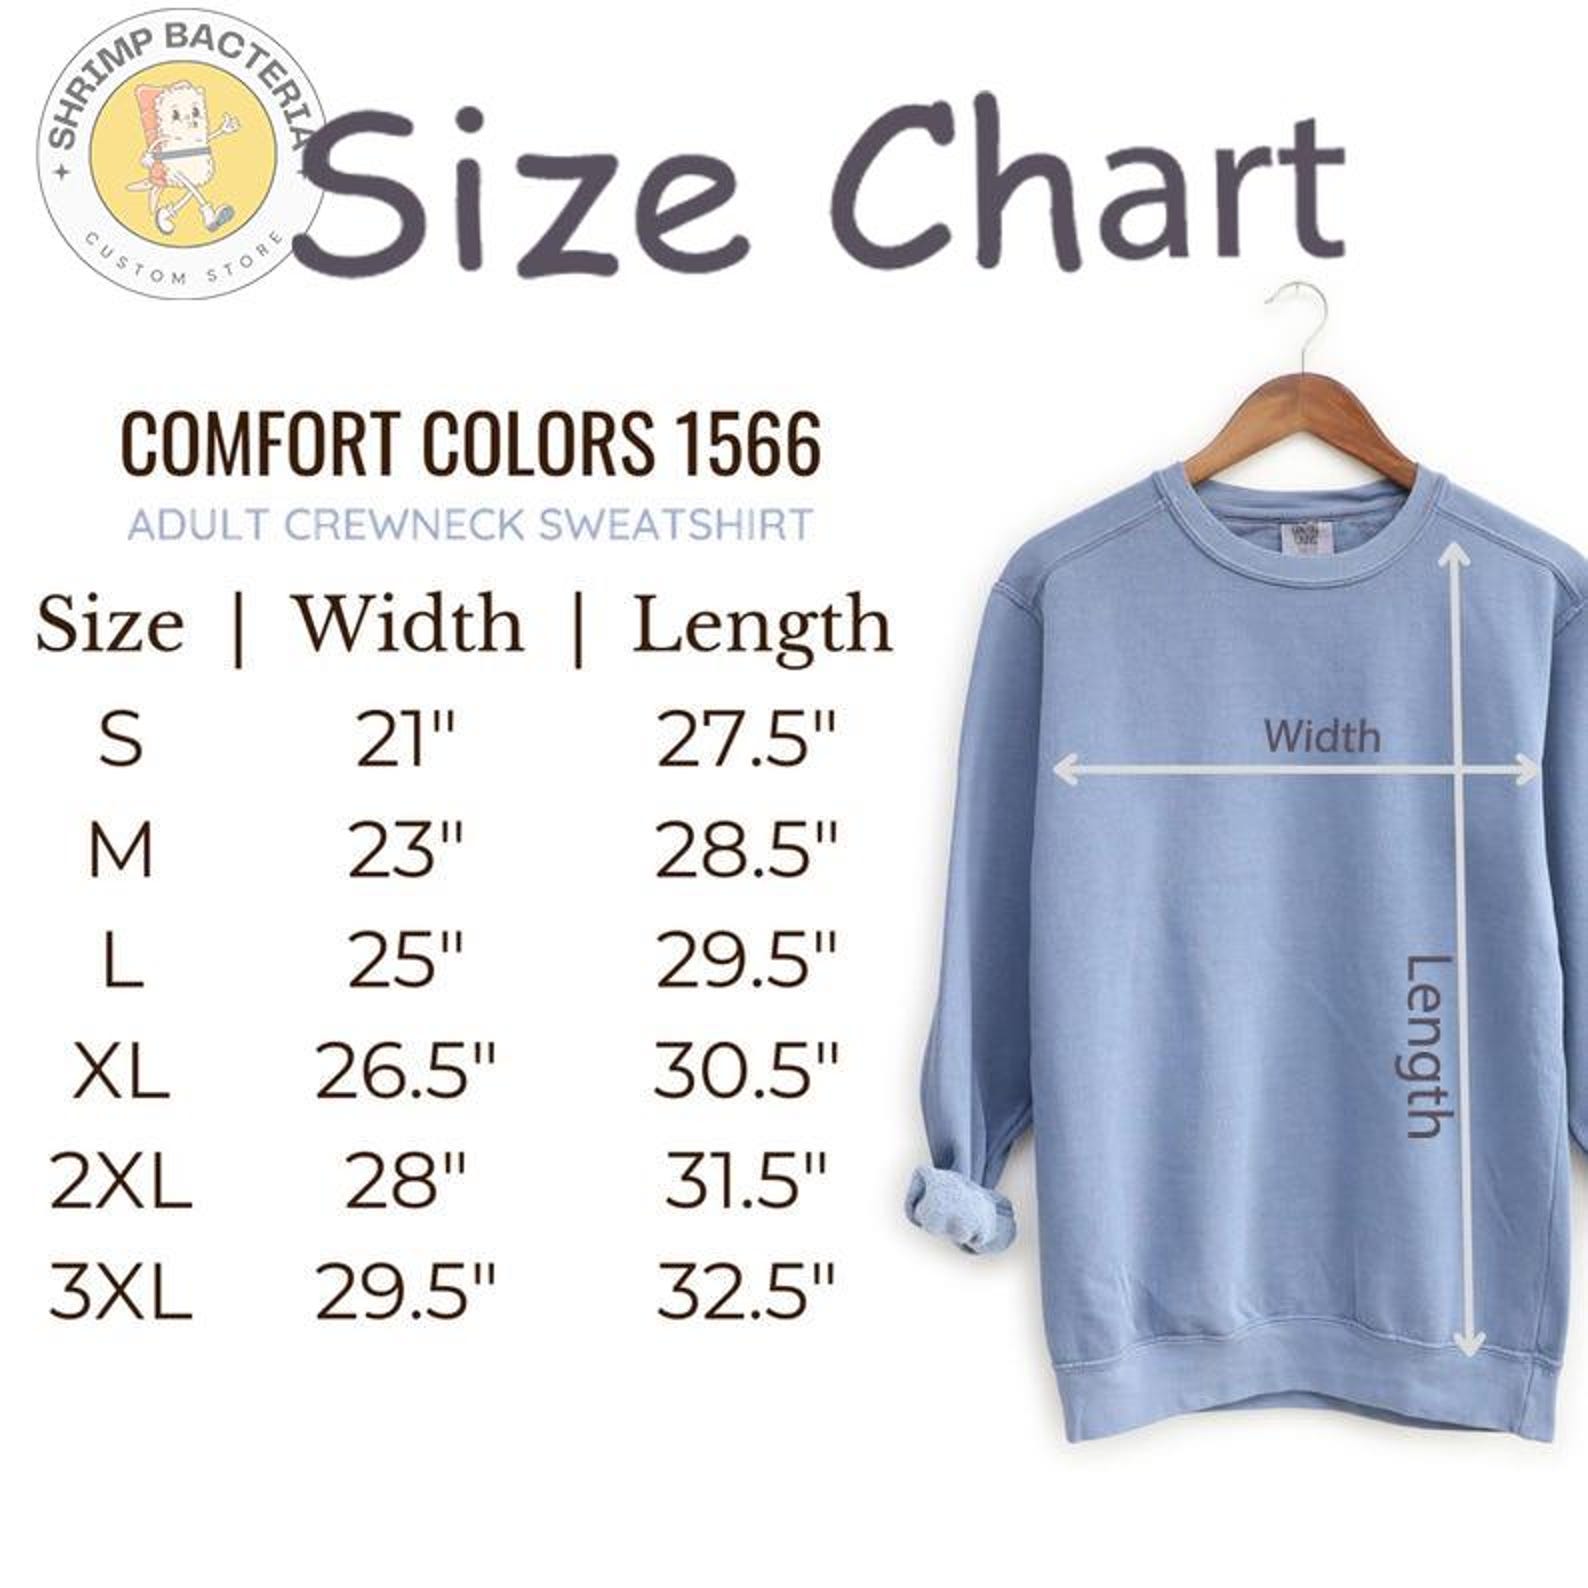 SHRIMP BACTERIA
CUSTOM STORE
Size Chart
COMFORT COLORS 1566
ADULT CREWNECK SWEATSHIRT
Size | Width | Length
S 21" 27.5"
M 23" 28.5"
L 25" 29.5"
XL 26.5" 30.5"
2XL 28" 31.5"
3XL 29.5" 32.5"
Width
Length